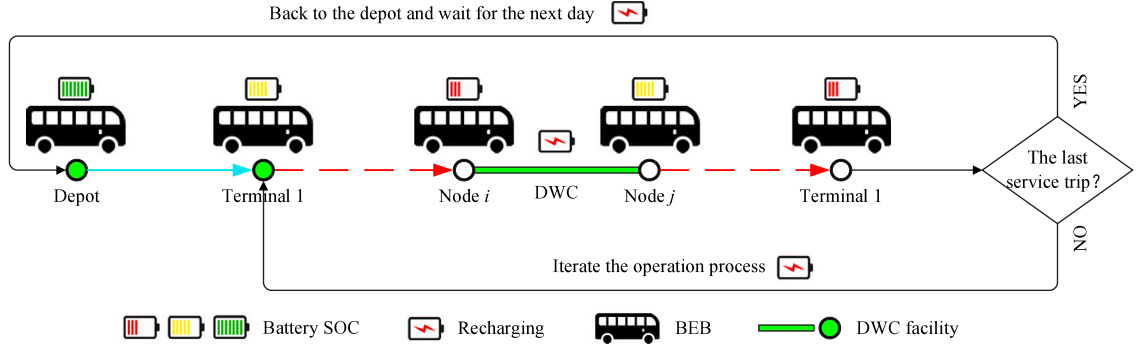 Back to the depot and wait for the next day
YES
The last
service trip?
Depot
Terminal 1
Node i
DWC
Node j
Terminal 1
NO
Iterate the operation process
Battery SOC
Recharging
BEB
DWC facility